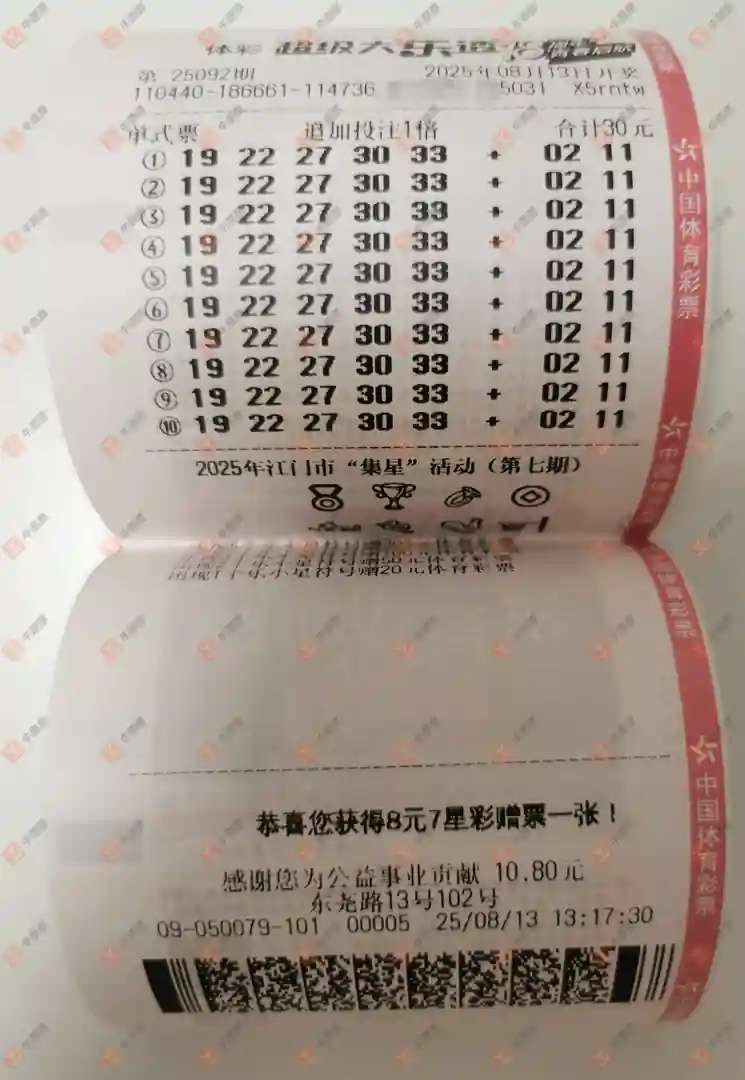 体彩 超级大乐透
第 25092期 2025年08月13日开奖
110440-186661-114736 5031 X5rntw
单式票 追加投注1倍 合计30元
① 19 22 27 30 33 + 02 11
② 19 22 27 30 33 + 02 11
③ 19 22 27 30 33 + 02 11
④ 19 22 27 30 33 + 02 11
⑤ 19 22 27 30 33 + 02 11
⑥ 19 22 27 30 33 + 02 11
⑦ 19 22 27 30 33 + 02 11
⑧ 19 22 27 30 33 + 02 11
⑨ 19 22 27 30 33 + 02 11
⑩ 19 22 27 30 33 + 02 11
2025年江门市“集星”活动(第七期)
符号赠20元体育彩票
恭喜您获得8元7星彩赠票一张!
感谢您为公益事业贡献 10.80元
东尧路13号102号
09-050079-101 00005 25/08/13 13:17:30
中国体育彩票
中国体育彩票